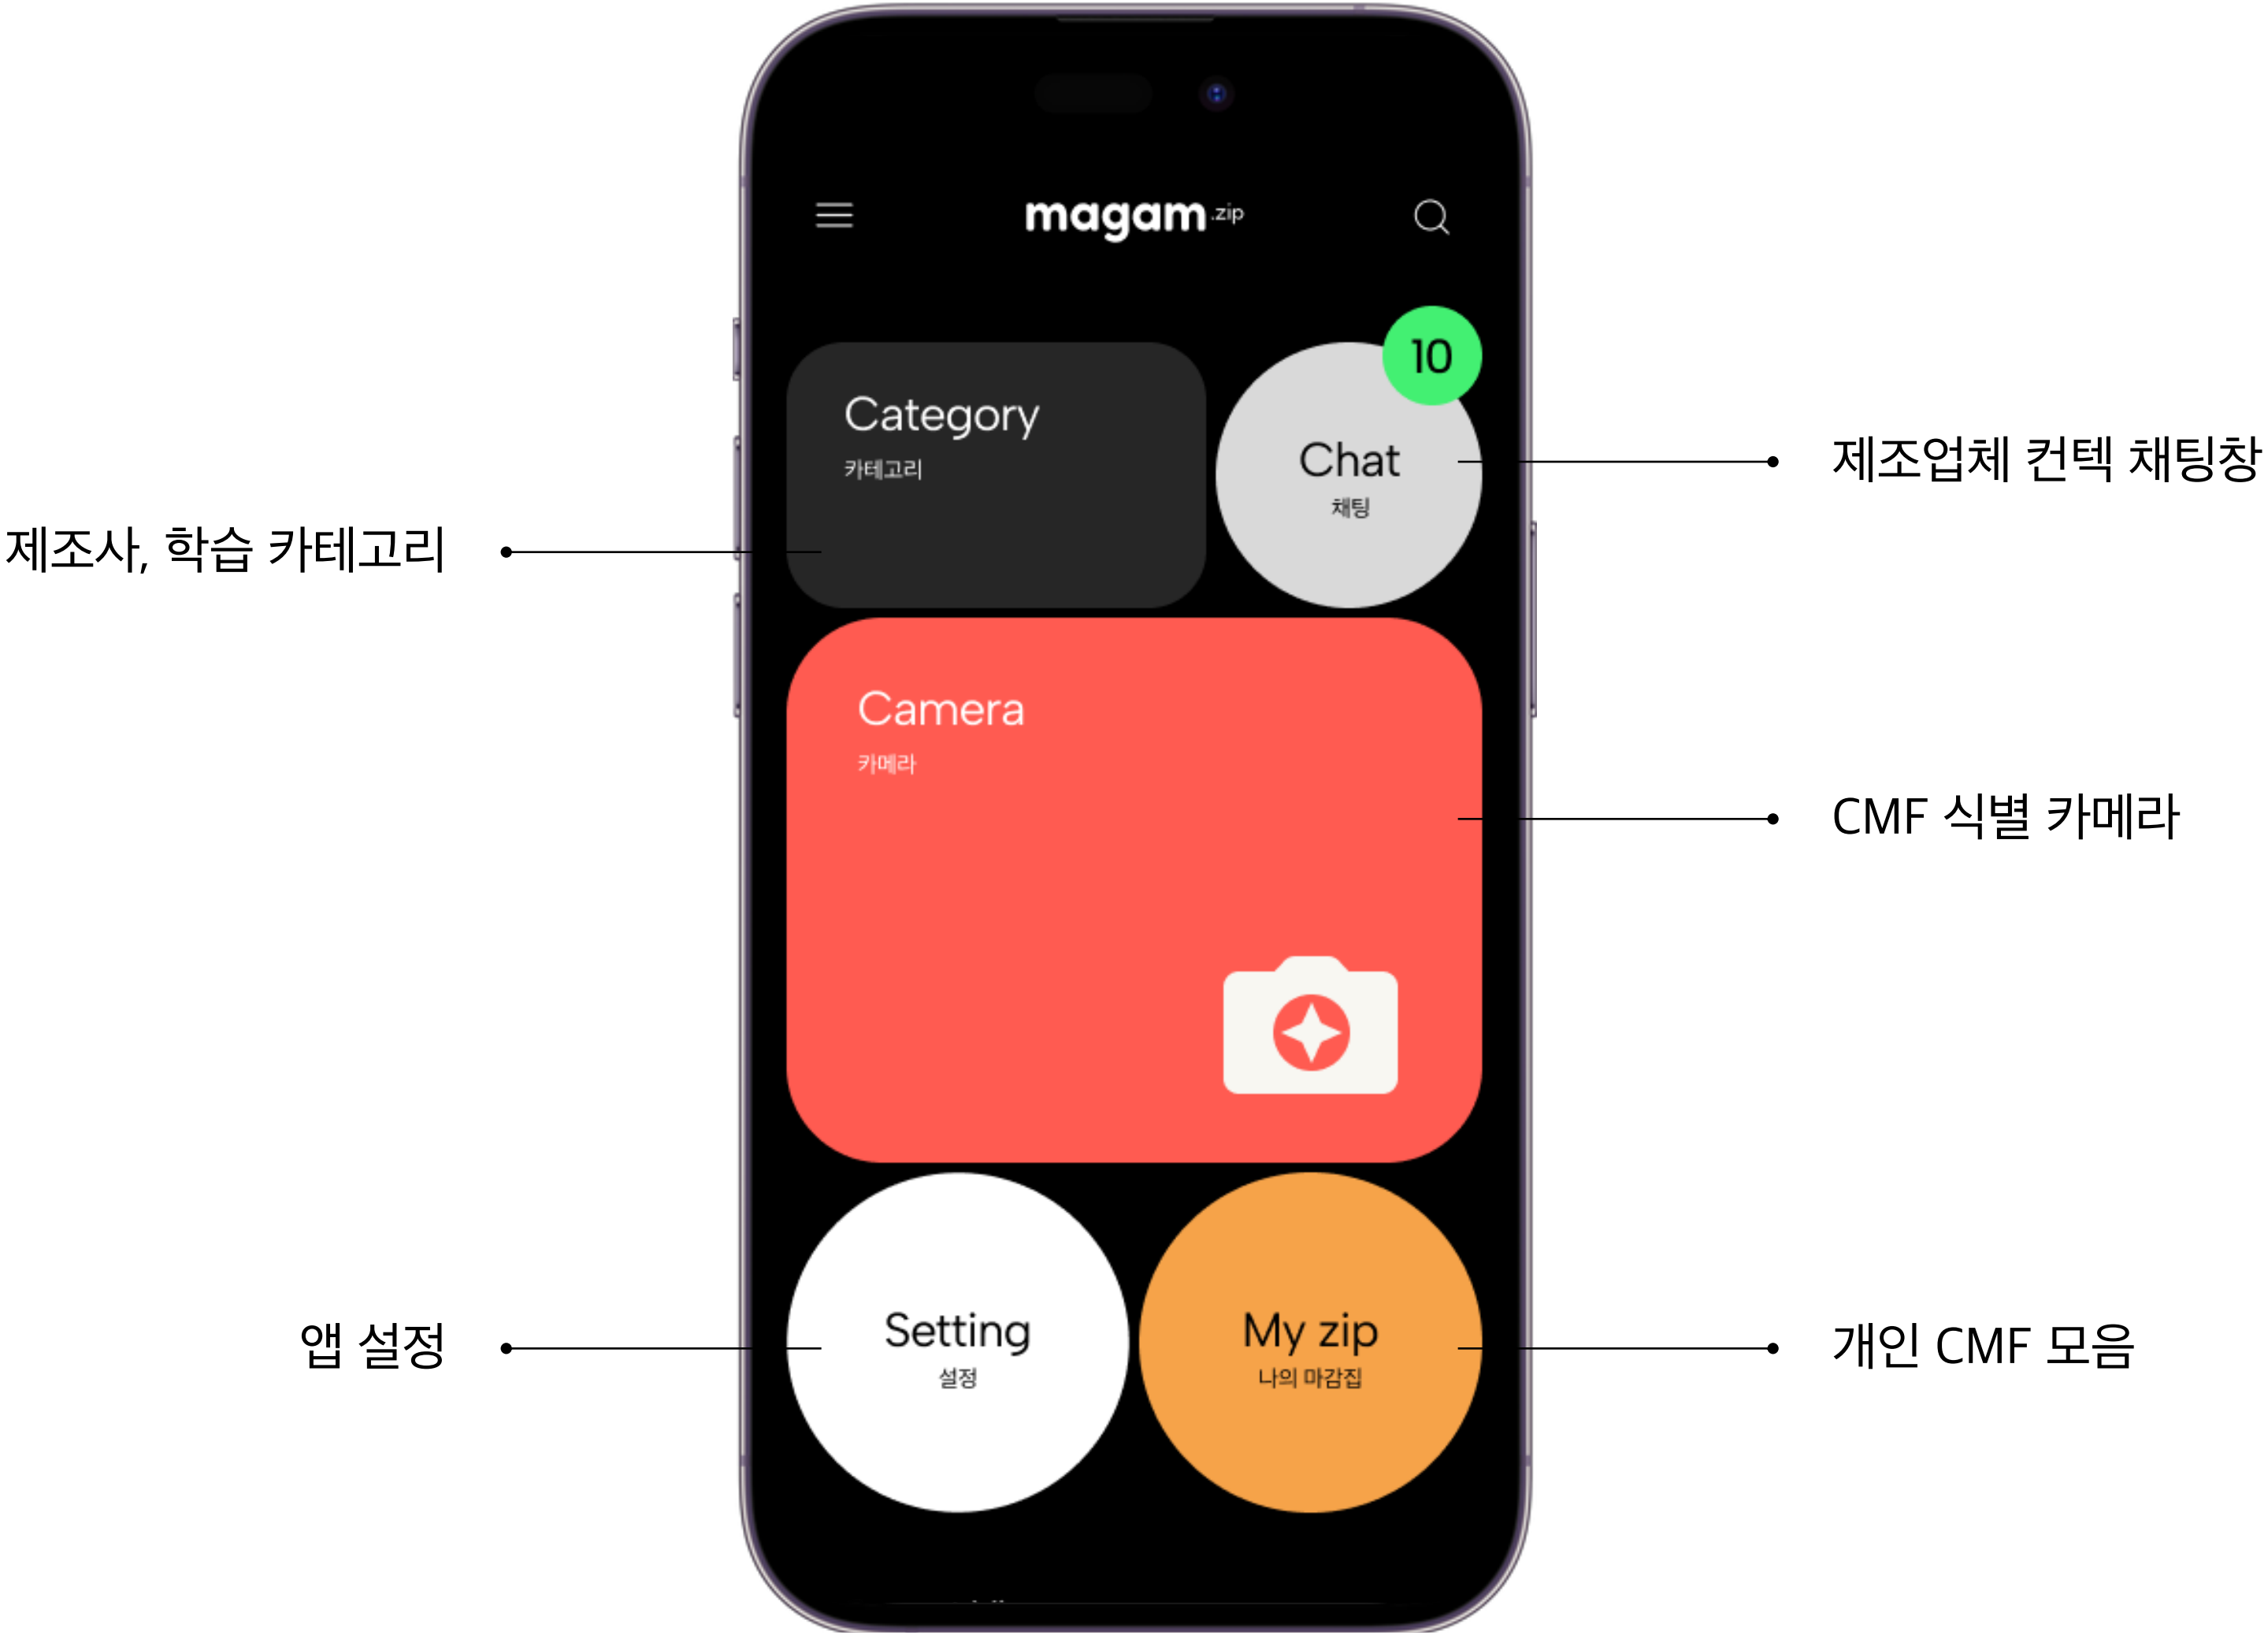 magam.zip
10
Category
카테고리
Chat
채팅
제조업체 컨텍 채팅창
제조사, 학습 카테고리
Camera
카메라
CMF 식별 카메라
Setting
설정
My zip
나의 마감집
앱 설정
개인 CMF 모음